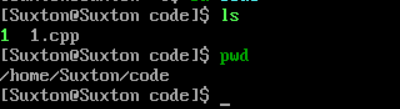 [Suxton@Suxton code]$ ls
1  1.cpp
[Suxton@Suxton code]$ pwd
/home/Suxton/code
[Suxton@Suxton code]$ _